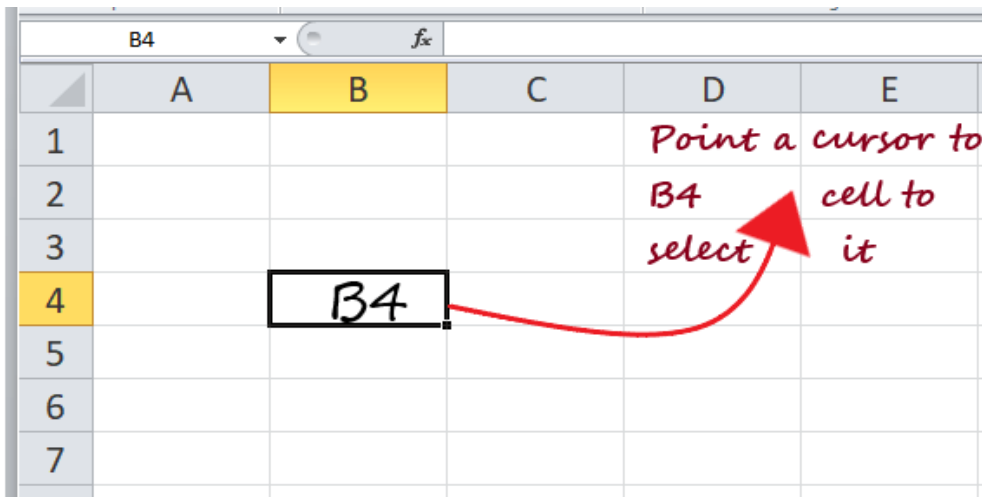 B4 fx
A B C D E
1 Point a cursor to
2 B4 cell to
3 select it
4 B4
5
6
7